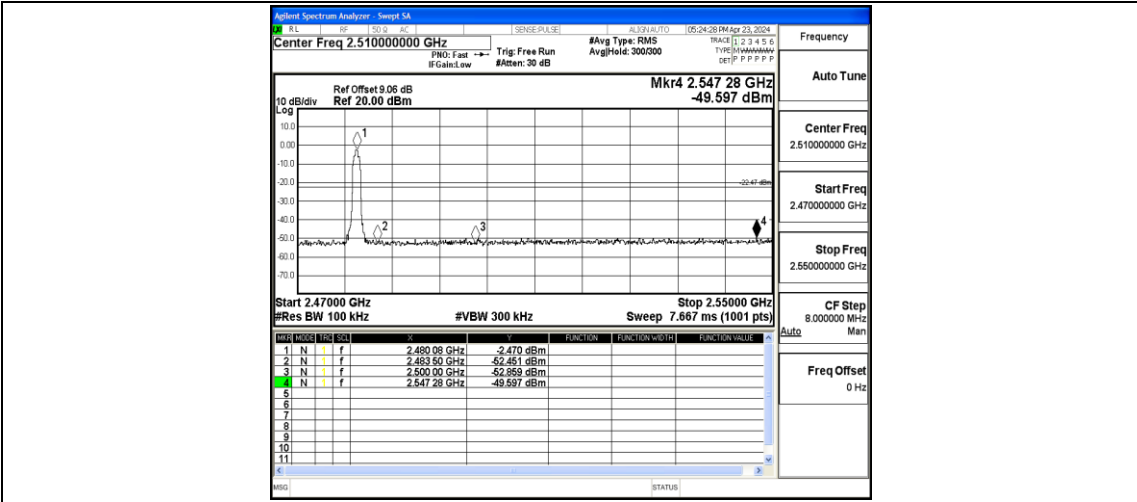 Agilent Spectrum Analyzer - Swept SA
RL RF 50 Ω AC SENSE:PULSE ALIGN AUTO 05:24:28 PM Apr 23, 2024
Center Freq 2.510000000 GHz
PNO: Fast
IFGain:Low
Trig: Free Run
#Atten: 30 dB
#Avg Type: RMS
Avg|Hold: 300/300
TRACE 1 2 3 4 5 6
TYPE MWWWWW
DET P P P P P P
Ref Offset 9.06 dB
10 dB/div Ref 20.00 dBm
Log
Mkr4 2.547 28 GHz
-49.597 dBm
10.0
0.00
-10.0
-20.0
-30.0
-40.0
-50.0
-60.0
-70.0
1
2
3
4
-22.47 dBm
Start 2.47000 GHz Stop 2.55000 GHz
#Res BW 100 kHz #VBW 300 kHz Sweep 7.667 ms (1001 pts)
MKR MODE TRC SCL X Y FUNCTION FUNCTION WIDTH FUNCTION VALUE
1 N 1 f 2.480 08 GHz -2.470 dBm
2 N 1 f 2.483 50 GHz -52.451 dBm
3 N 1 f 2.500 00 GHz -52.859 dBm
4 N 1 f 2.547 28 GHz -49.597 dBm
5
6
7
8
9
10
11
MSG STATUS
Frequency
Auto Tune
Center Freq
2.510000000 GHz
Start Freq
2.470000000 GHz
Stop Freq
2.550000000 GHz
CF Step
8.000000 MHz
Auto Man
Freq Offset
0 Hz